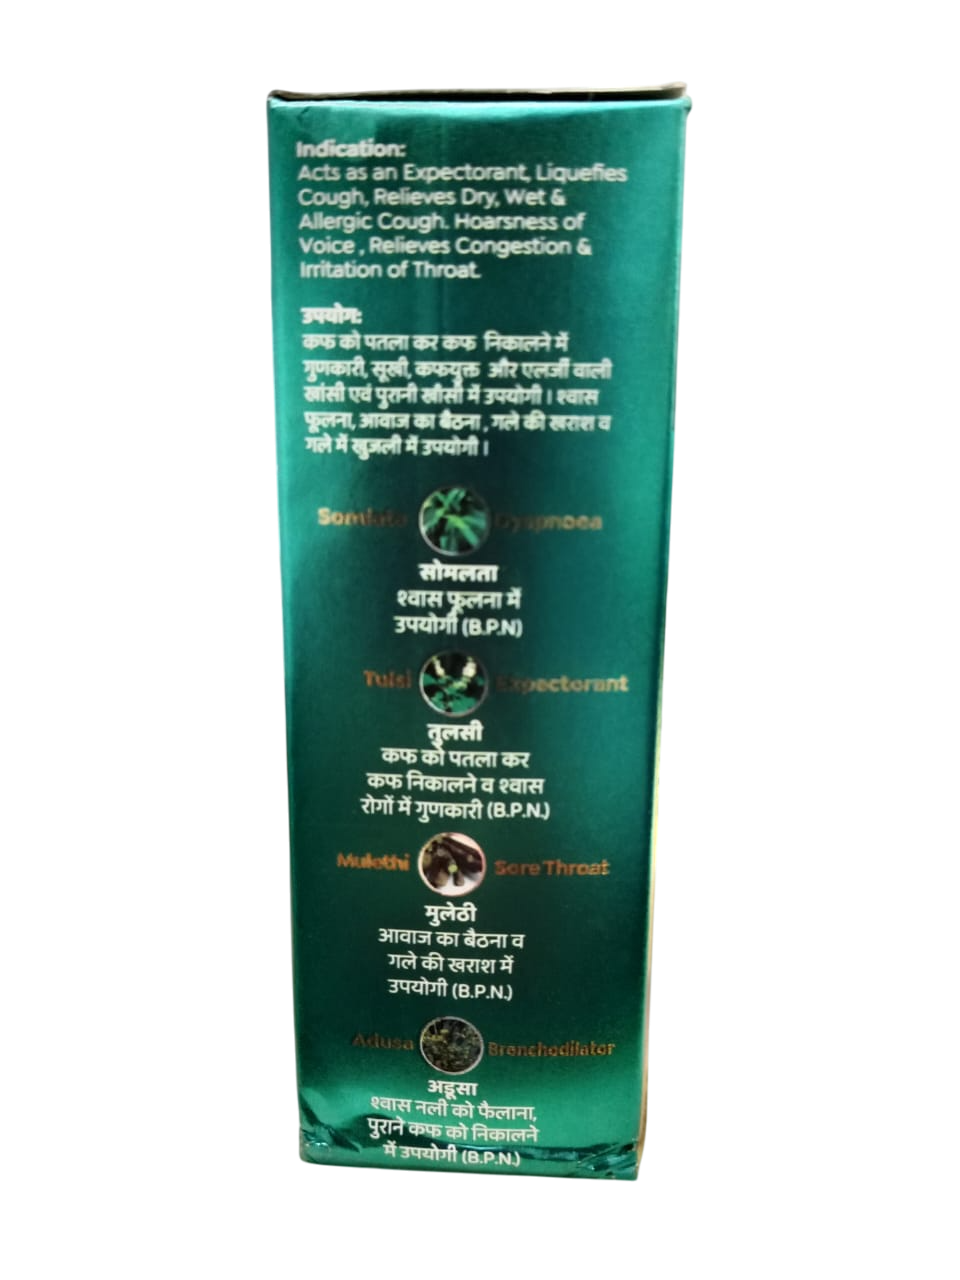 Indication:
Acts as an Expectorant, Liquefies
Cough, Relieves Dry, Wet &
Allergic Cough. Hoarsness of
Voice , Relieves Congestion &
Irritation of Throat.
उपयोग:
कफ को पतला कर कफ निकालने में
गुणकारी, सूखी, कफयुक्त और एलर्जी वाली
खांसी एवं पुरानी खाँसी में उपयोगी । श्वास
फूलना, आवाज का बैठना , गले की खराश व
गले में खुजली में उपयोगी ।
Somlata Dyspnoea
सोमलता
श्वास फूलना में
उपयोगी (B.P.N)
Tulsi Expectorant
तुलसी
कफ को पतला कर
कफ निकालने व श्वास
रोगों में गुणकारी (B.P.N.)
Mulethi Sore Throat
मुलेठी
आवाज का बैठना व
गले की खराश में
उपयोगी (B.P.N.)
Adusa Bronchodilator
अडूसा
श्वास नली को फैलाना,
पुराने कफ को निकालने
में उपयोगी (B.P.N.)